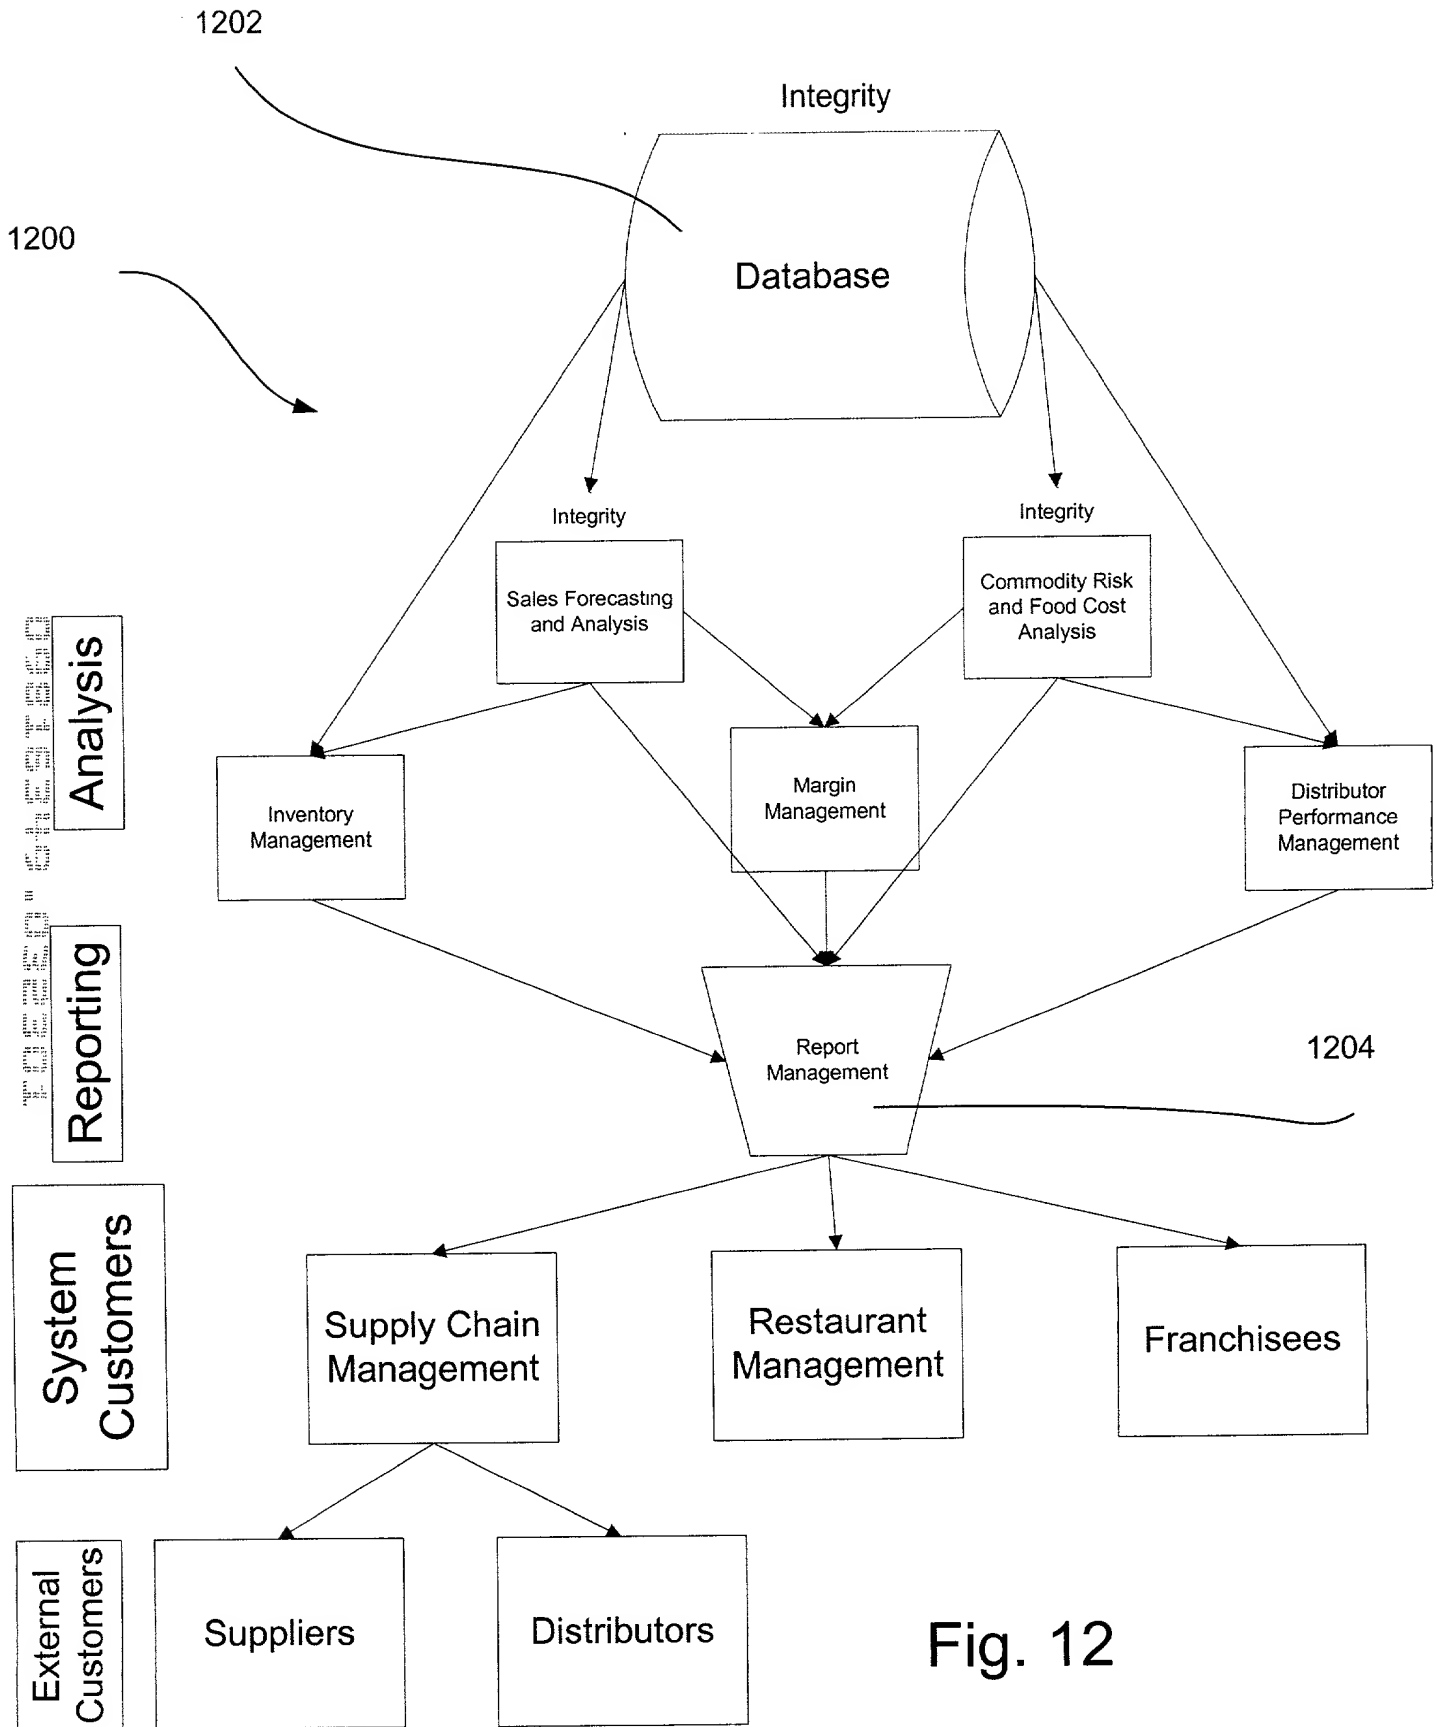 1202
Integrity
1200
Database
Integrity
Integrity
Sales Forecasting
and Analysis
Commodity Risk
and Food Cost
Analysis
Analysis
Inventory
Management
Margin
Management
Distributor
Performance
Management
Reporting
Report
Management
1204
System
Customers
Supply Chain
Management
Restaurant
Management
Franchisees
External
Customers
Suppliers
Distributors
Fig. 12